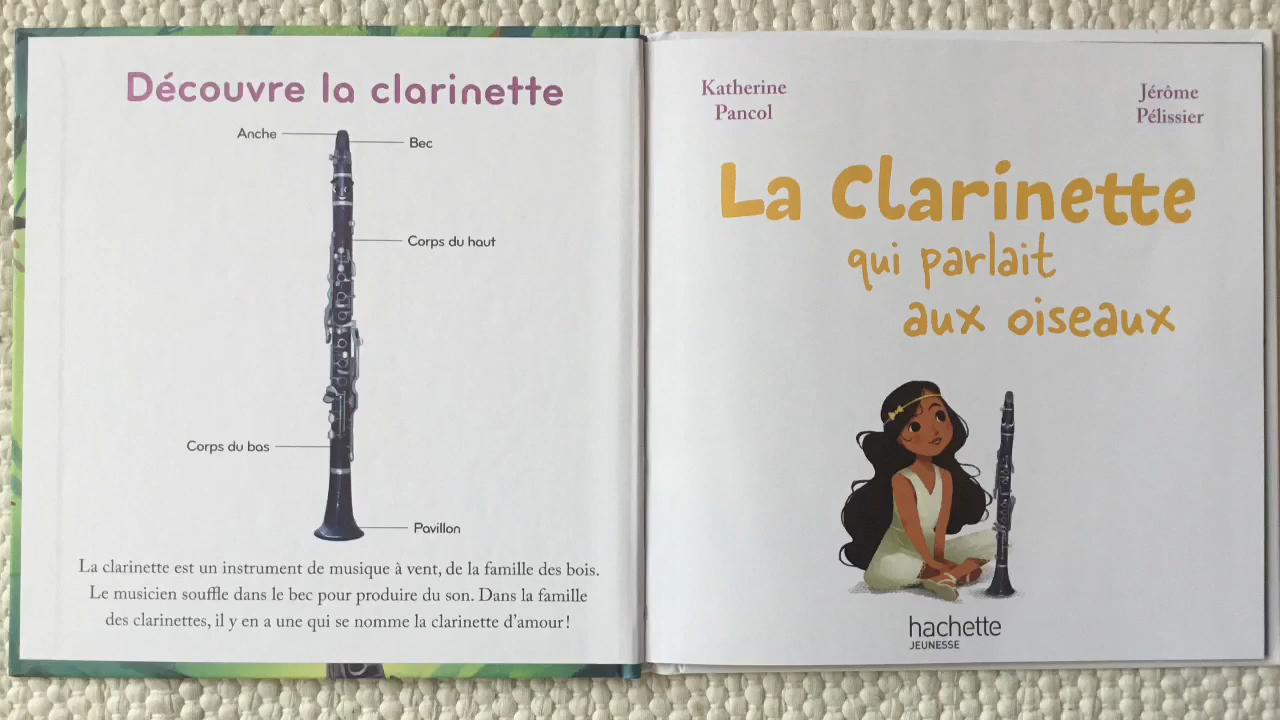 Découvre la clarinette
Anche
Bec
Corps du haut
Corps du bas
Pavillon
La clarinette est un instrument de musique à vent, de la famille des bois.
Le musicien souffle dans le bec pour produire du son. Dans la famille
des clarinettes, il y en a une qui se nomme la clarinette d'amour !
Katherine
Pancol
Jérôme
Pélissier
La Clarinette
qui parlait
aux oiseaux
hachette
JEUNESSE